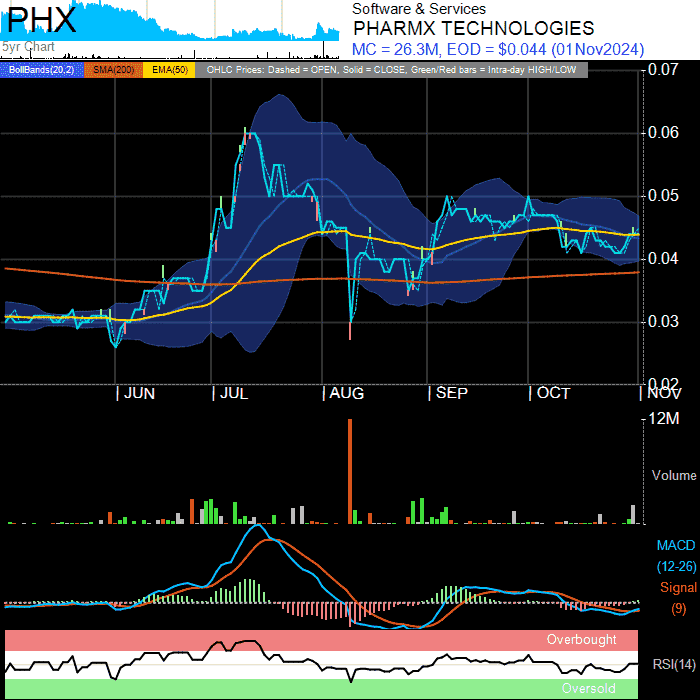 PHX
Software & Services
PHARMX TECHNOLOGIES
5yr Chart
MC = 26.3M, EOD = $0.044 (01Nov2024)
BollBands(20,2) SMA(200) EMA(50) OHLC Prices: Dashed = OPEN, Solid = CLOSE, Green/Red bars = Intra-day HIGH/LOW
0.07
0.06
0.05
0.04
0.03
0.02
JUN JUL AUG SEP OCT NOV
12M
Volume
MACD
(12-26)
Signal
(9)
Overbought
RSI(14)
Oversold